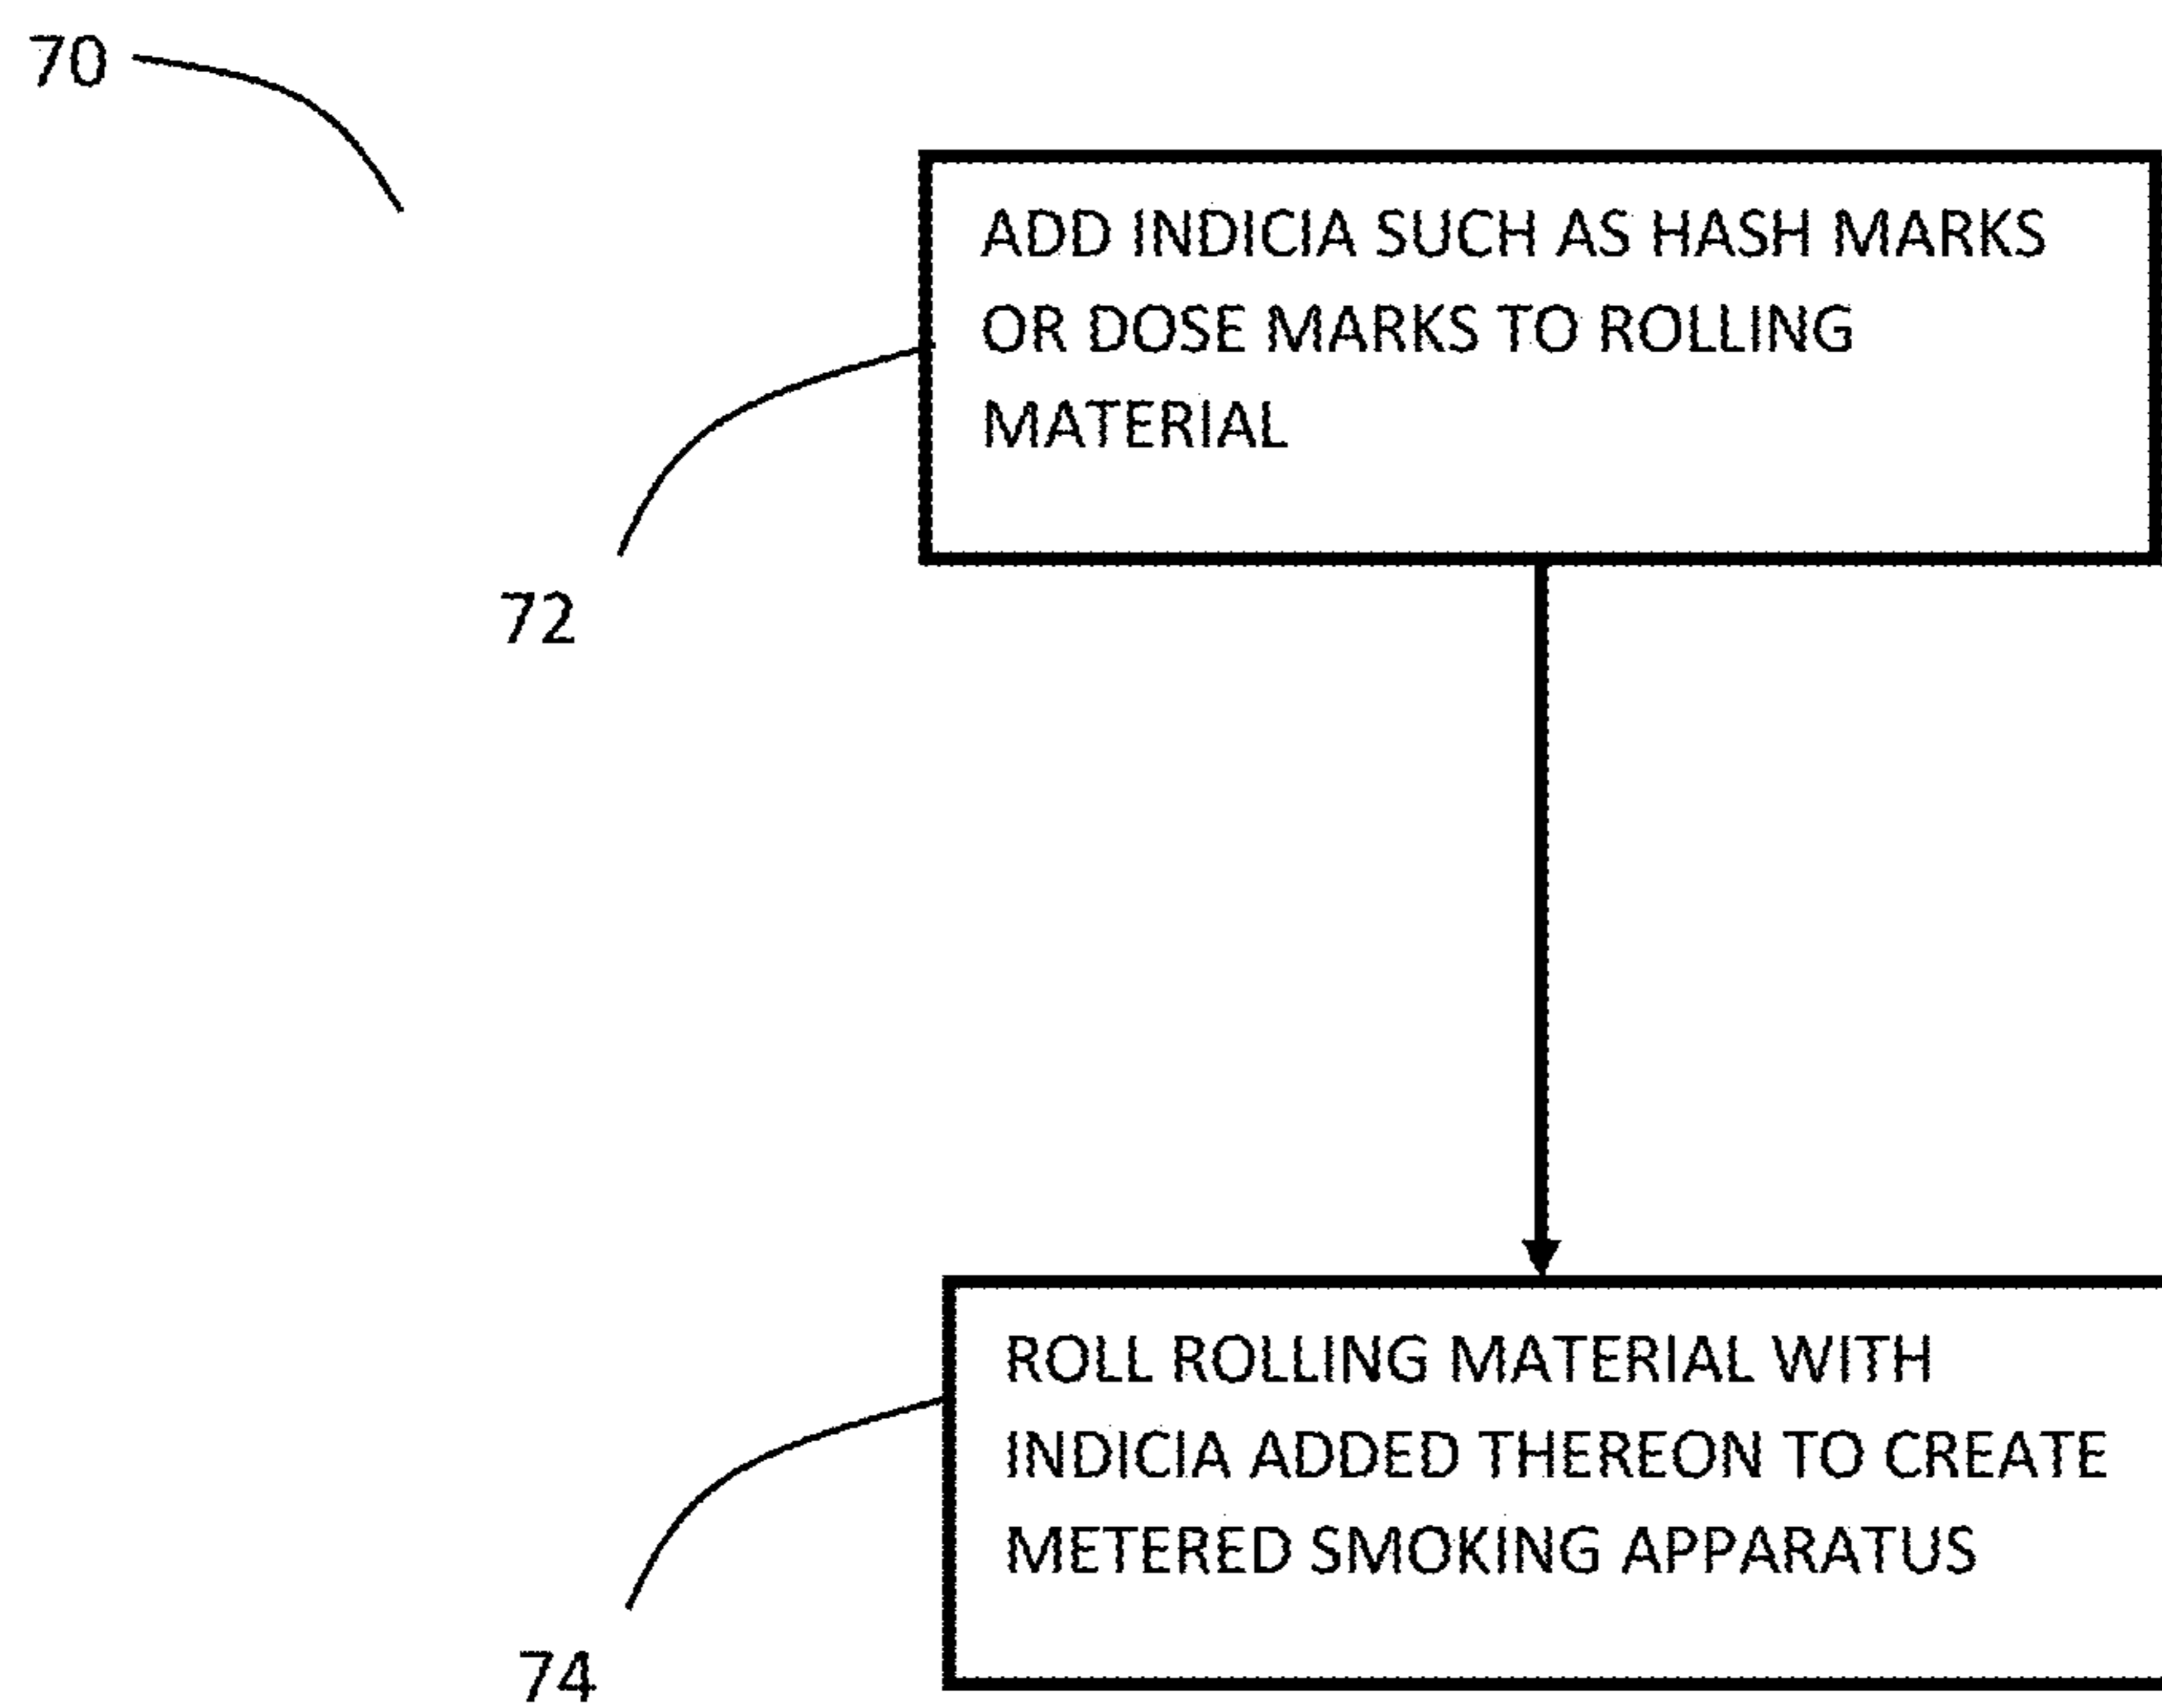 70
ADD INDICIA SUCH AS HASH MARKS
OR DOSE MARKS TO ROLLING
MATERIAL
72
ROLL ROLLING MATERIAL WITH
INDICIA ADDED THEREON TO CREATE
METERED SMOKING APPARATUS
74